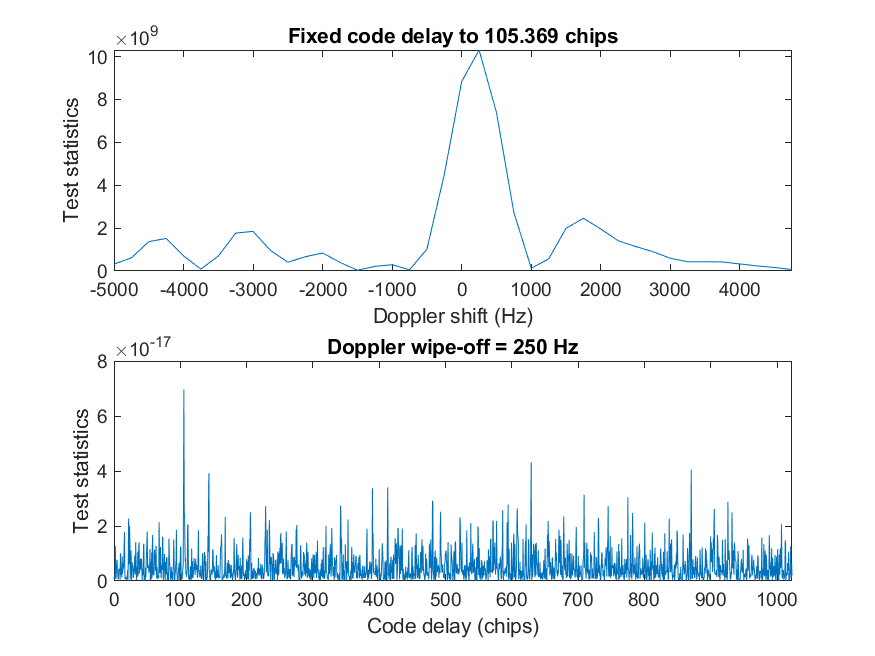 ×10^9
Fixed code delay to 105.369 chips
10
8
6
4
2
0
Test statistics
-5000 -4000 -3000 -2000 -1000 0 1000 2000 3000 4000
Doppler shift (Hz)
×10^-17
Doppler wipe-off = 250 Hz
8
6
4
2
0
Test statistics
0 100 200 300 400 500 600 700 800 900 1000
Code delay (chips)